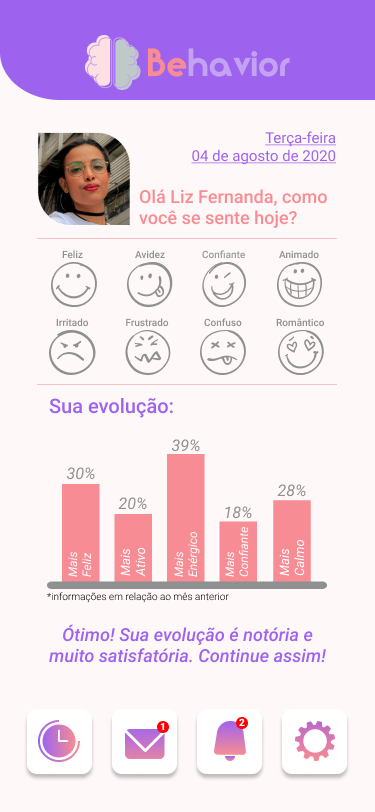 Behavior
Terça-feira
04 de agosto de 2020
Olá Liz Fernanda, como
você se sente hoje?
Feliz
Avidez
Confiante
Animado
Irritado
Frustrado
Confuso
Romântico
Sua evolução:
30%
20%
39%
18%
28%
Mais
Feliz
Mais
Ativo
Mais
Enérgico
Mais
Confiante
Mais
Calmo
*informações em relação ao mês anterior
Ótimo! Sua evolução é notória e
muito satisfatória. Continue assim!
1
2